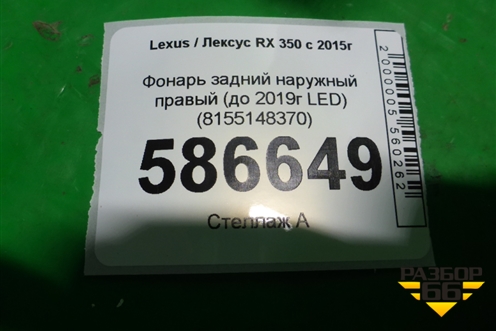 Lexus / Лексус RX 350 с 2015г
Фонарь задний наружный
правый (до 2019г LED)
(8155148370)
586649
Стеллаж А
2000005560262
РАЗБОР
66